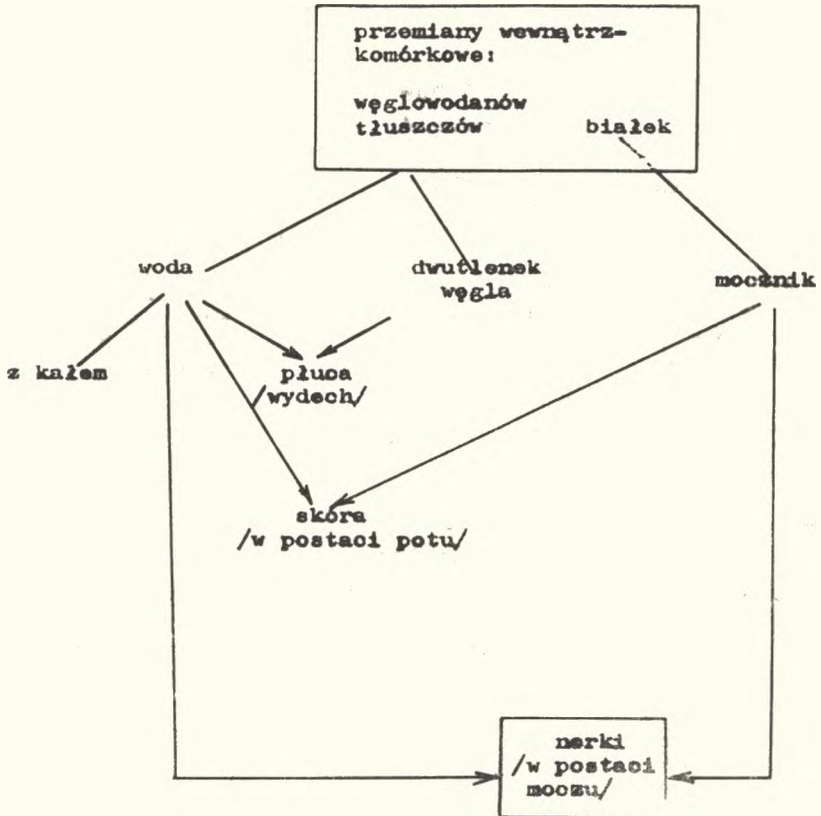 przemiany wewnątrz-
komórkowe:
węglowodanów
tłuszczów białek
woda
dwutlenek
węgla
mocznik
z kałem
płuca
/wydech/
skóra
/w postaci potu/
nerki
/w postaci
moczu/